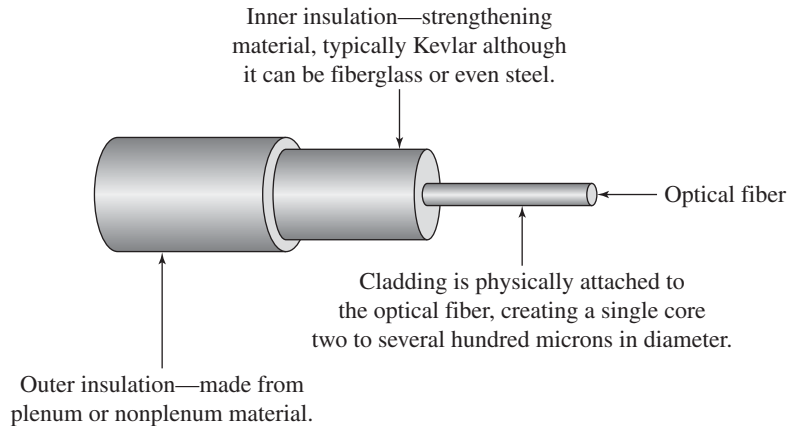 Inner insulation—strengthening
material, typically Kevlar although
it can be fiberglass or even steel.
Optical fiber
Cladding is physically attached to
the optical fiber, creating a single core
two to several hundred microns in diameter.
Outer insulation—made from
plenum or nonplenum material.